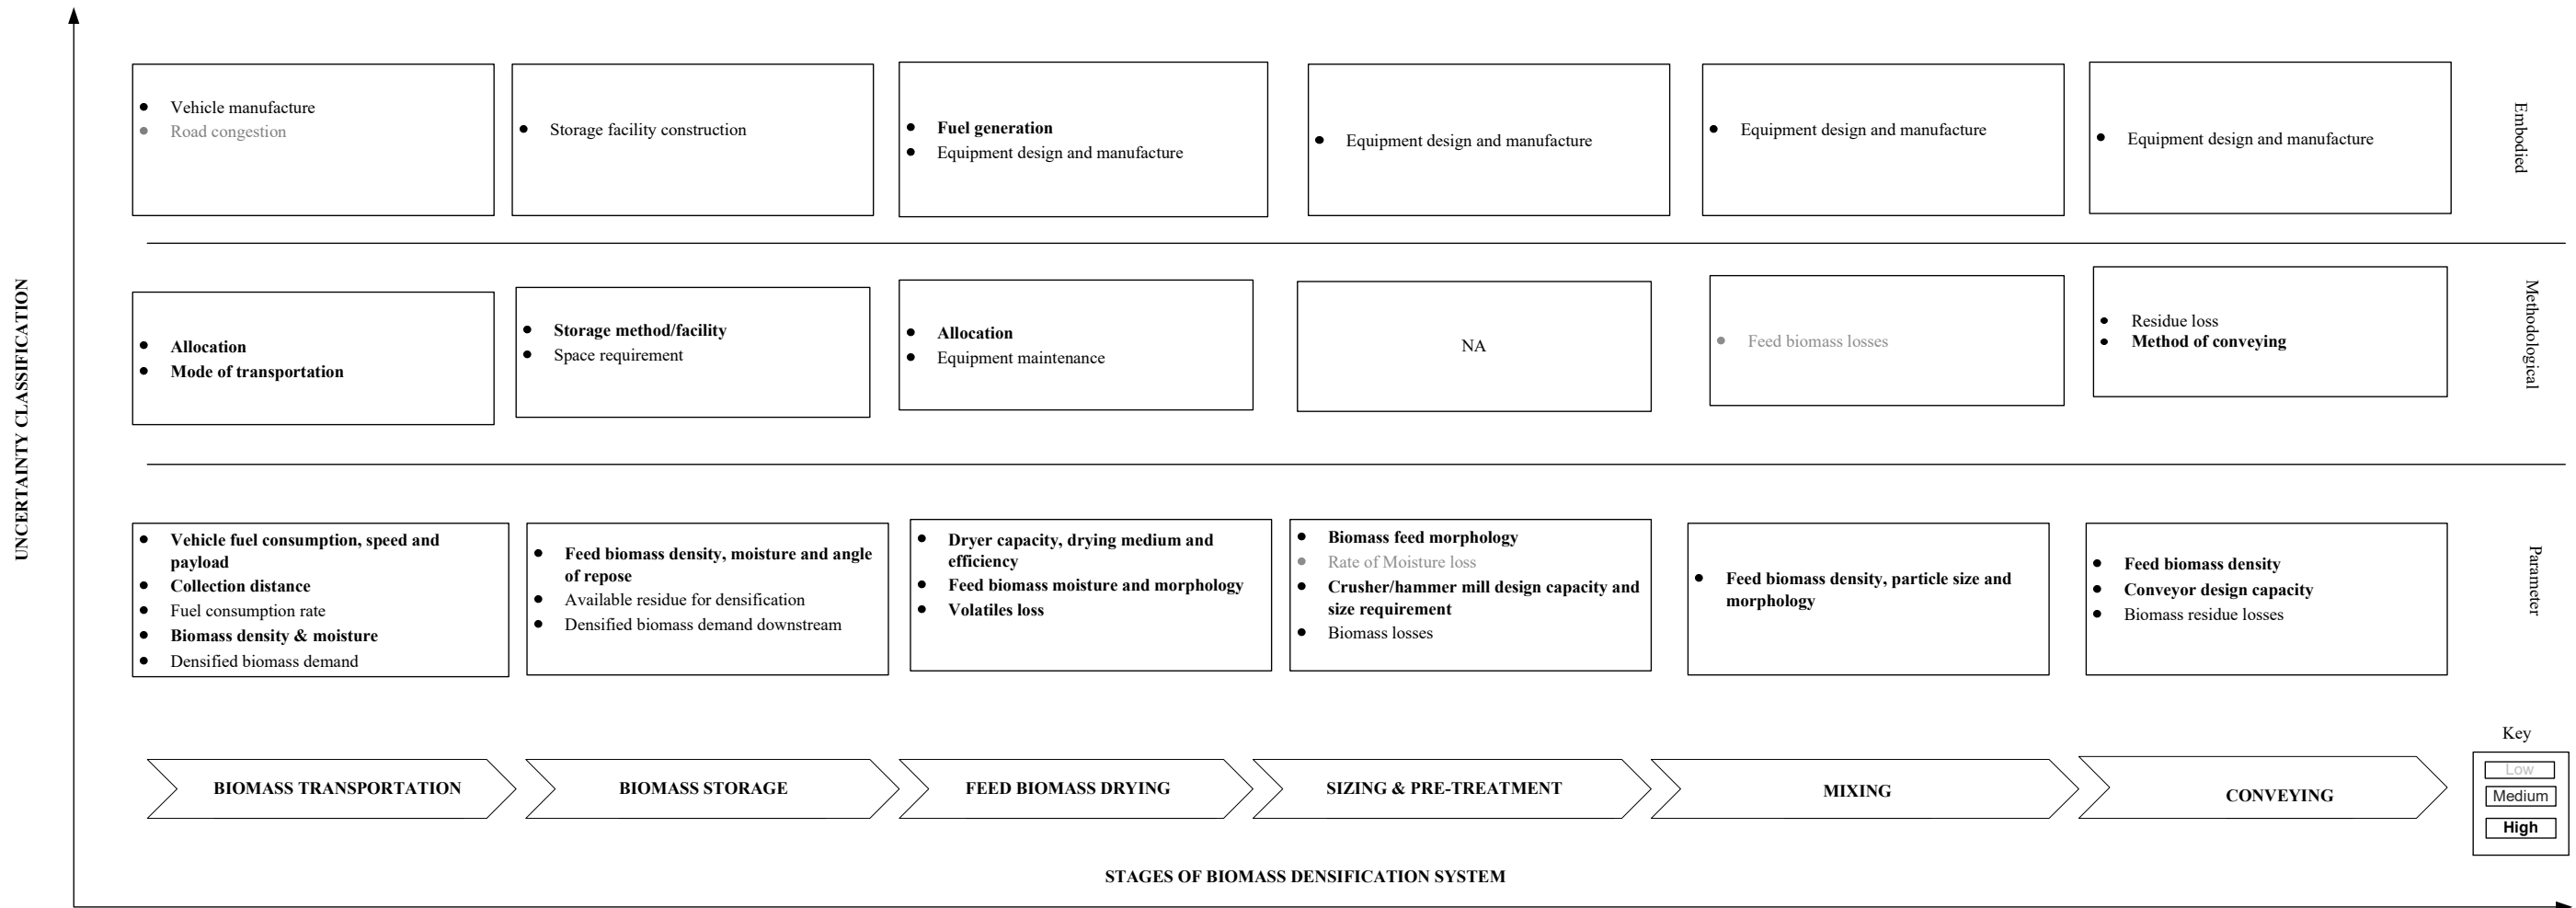 UNCERTAINTY CLASSIFICATION
Vehicle manufacture
Road congestion
Storage facility construction
Fuel generation
Equipment design and manufacture
Equipment design and manufacture
Equipment design and manufacture
Equipment design and manufacture
Embodied
Allocation
Mode of transportation
Storage method/facility
Space requirement
Allocation
Equipment maintenance
NA
Feed biomass losses
Residue loss
Method of conveying
Methodological
Vehicle fuel consumption, speed and
payload
Collection distance
Fuel consumption rate
Biomass density & moisture
Densified biomass demand
Feed biomass density, moisture and angle
of repose
Available residue for densification
Densified biomass demand downstream
Dryer capacity, drying medium and
efficiency
Feed biomass moisture and morphology
Volatiles loss
Biomass feed morphology
Rate of Moisture loss
Crusher/hammer mill design capacity and
size requirement
Biomass losses
Feed biomass density, particle size and
morphology
Feed biomass density
Conveyor design capacity
Biomass residue losses
Parameter
BIOMASS TRANSPORTATION
BIOMASS STORAGE
FEED BIOMASS DRYING
SIZING & PRE-TREATMENT
MIXING
CONVEYING
Key
Low
Medium
High
STAGES OF BIOMASS DENSIFICATION SYSTEM